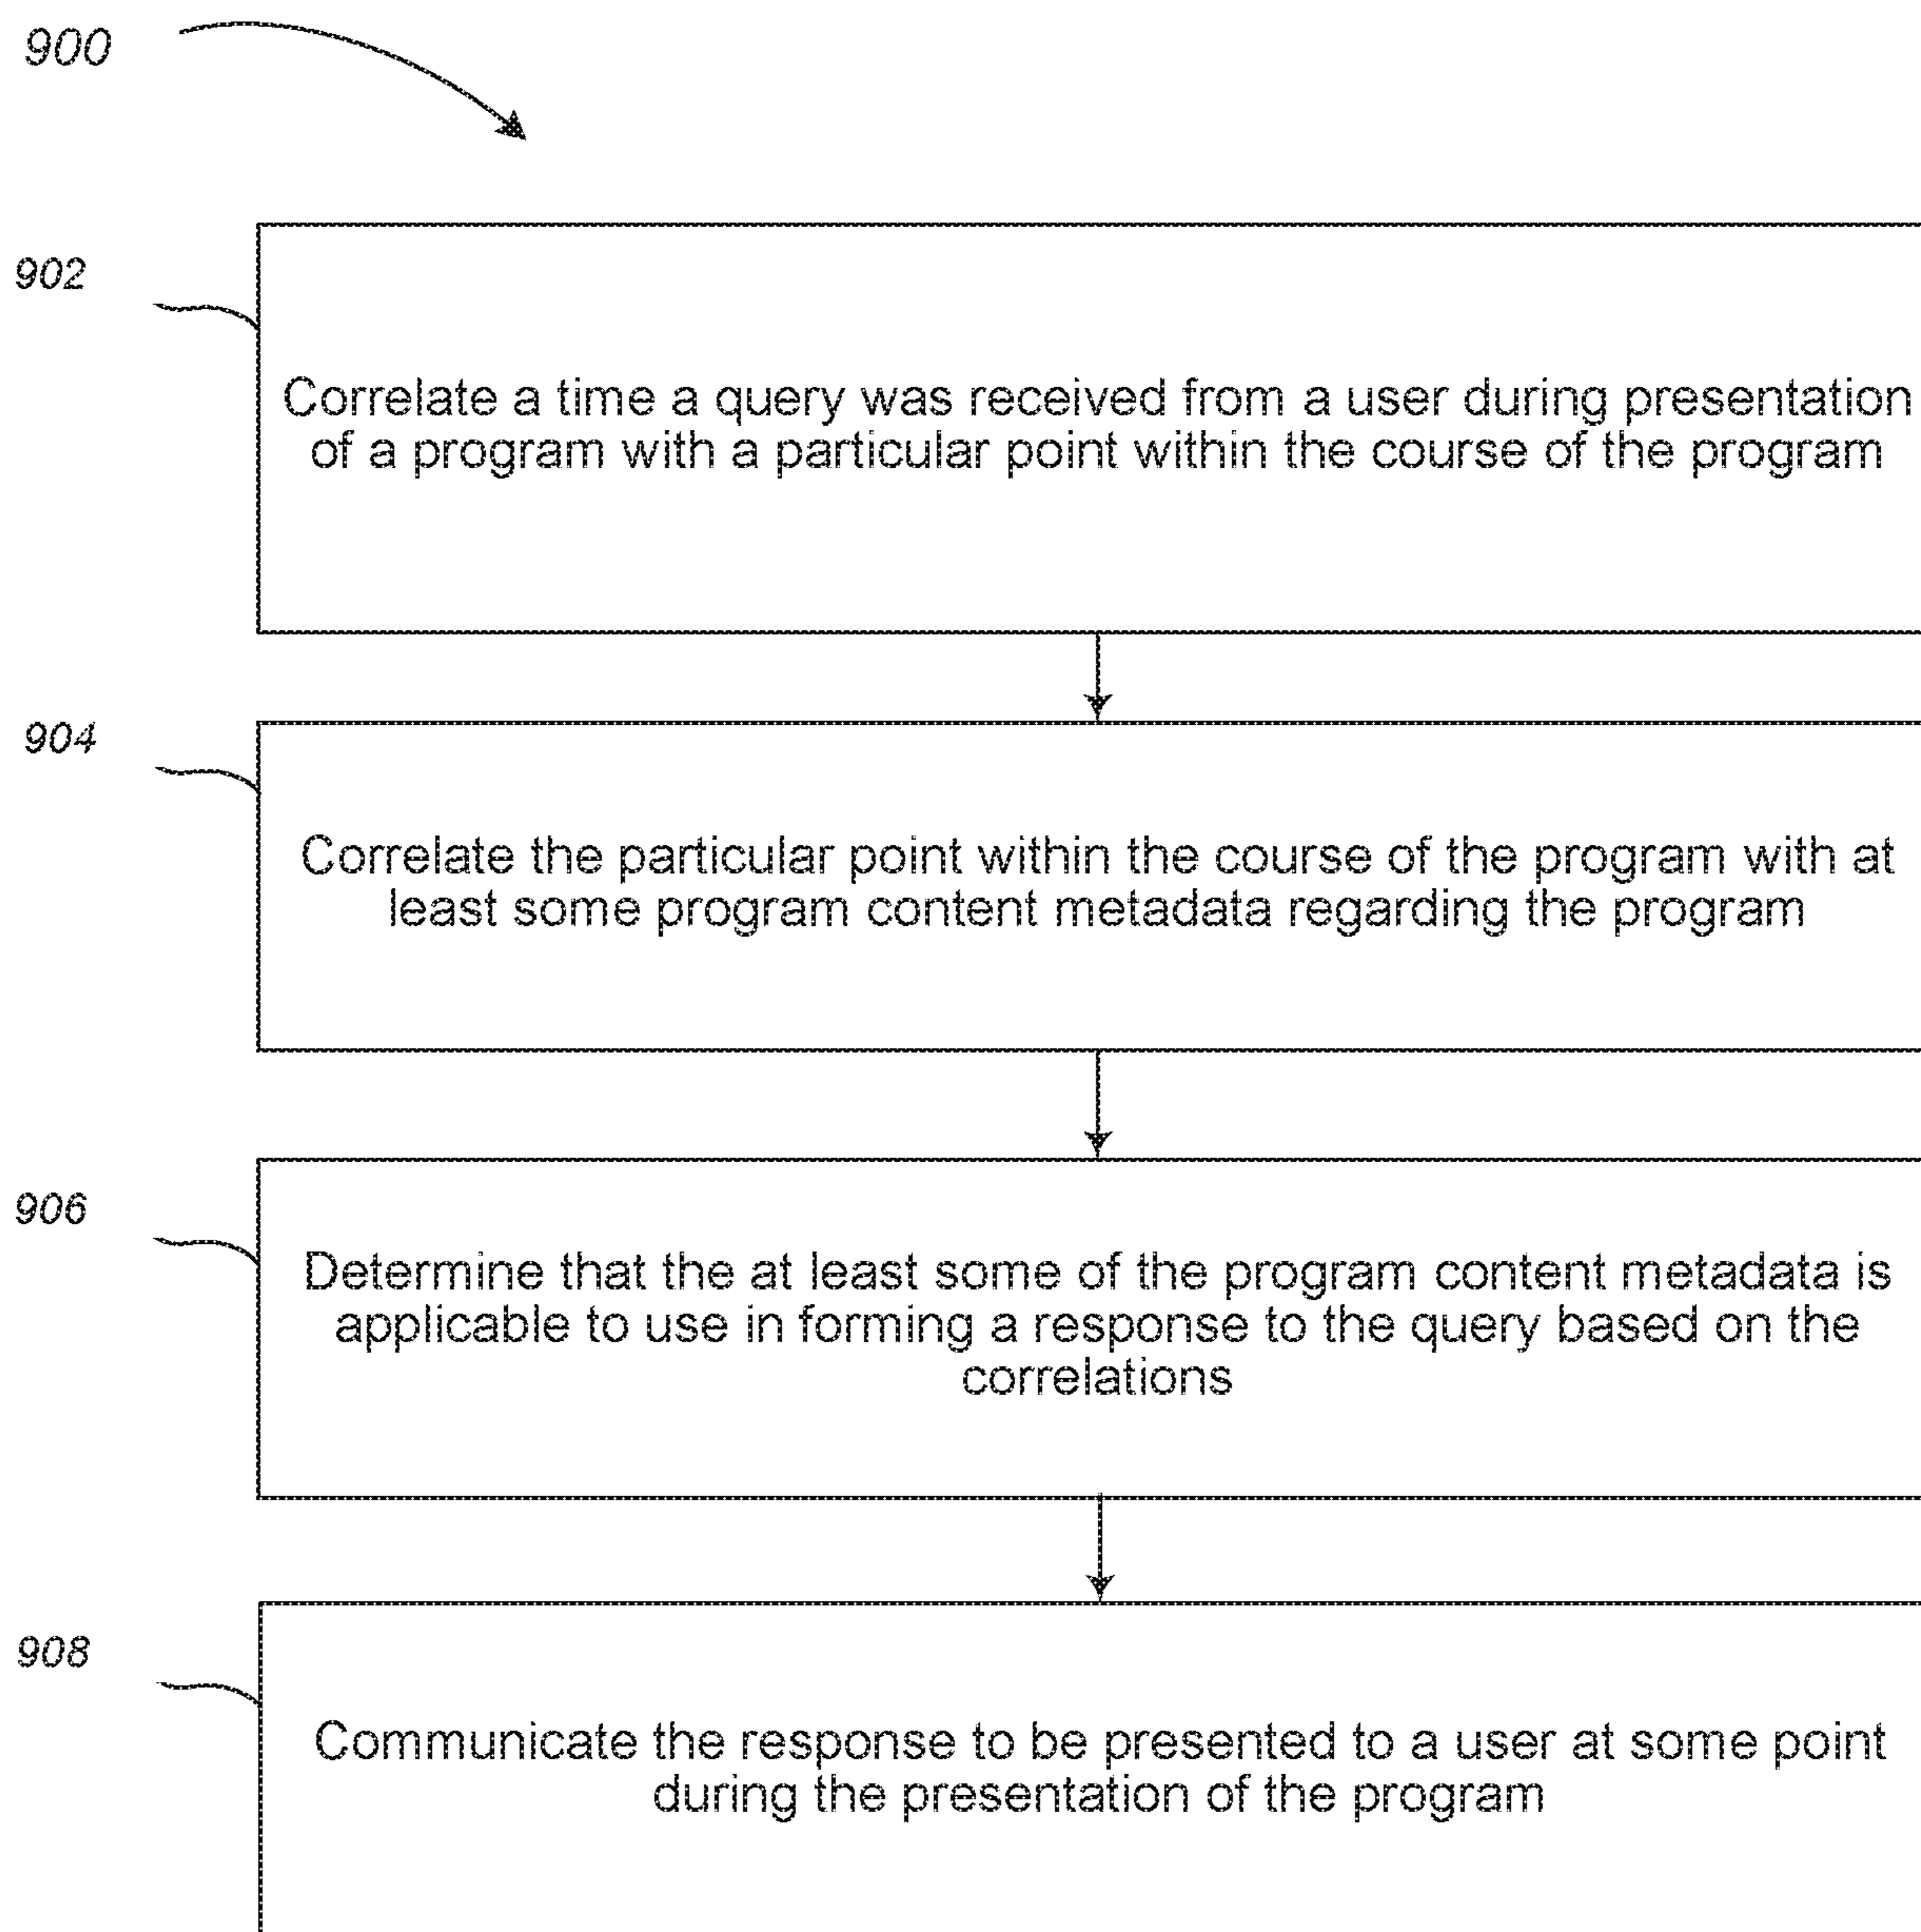 900
902
Correlate a time a query was received from a user during presentation
of a program with a particular point within the course of the program
904
Correlate the particular point within the course of the program with at
least some program content metadata regarding the program
906
Determine that the at least some of the program content metadata is
applicable to use in forming a response to the query based on the
correlations
908
Communicate the response to be presented to a user at some point
during the presentation of the program